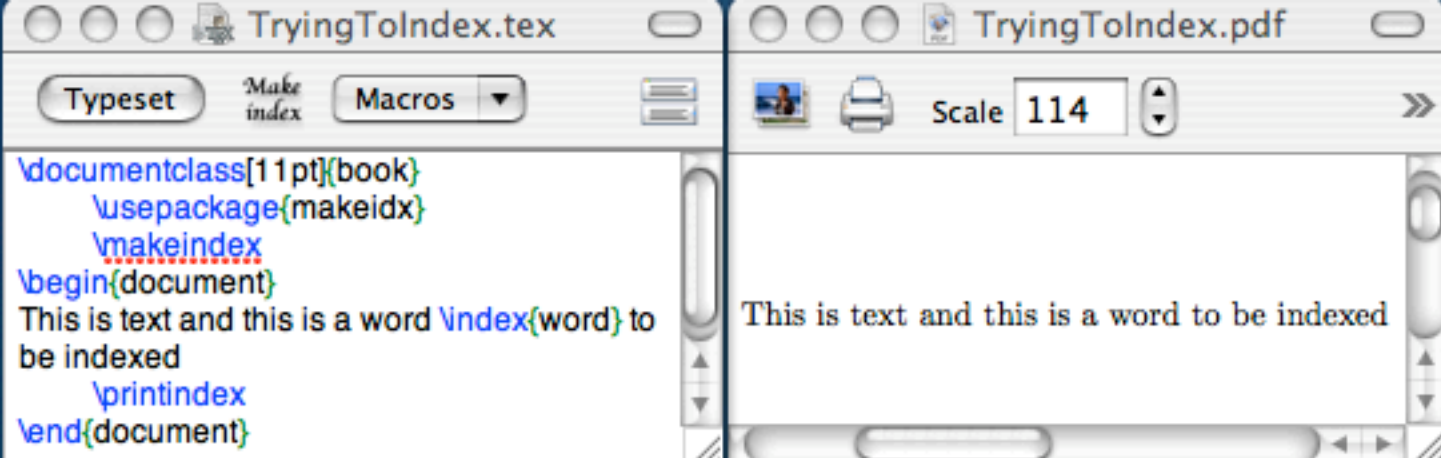 TryingToIndex.tex
Typeset
Make
index
Macros
\documentclass[11pt]{book}
\usepackage{makeidx}
\makeindex
\begin{document}
This is text and this is a word \index{word} to
be indexed
\printindex
\end{document}
TryingToIndex.pdf
Scale 114
This is text and this is a word to be indexed